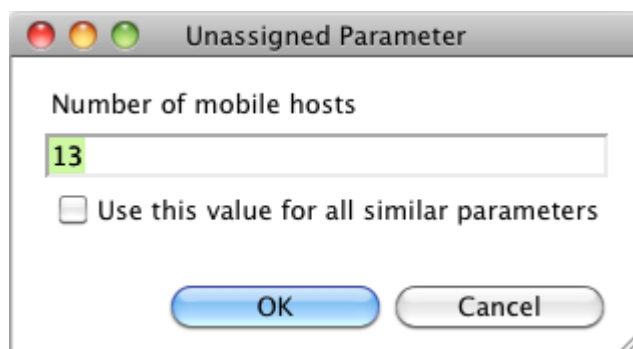 Unassigned Parameter
Number of mobile hosts
13
Use this value for all similar parameters
OK Cancel